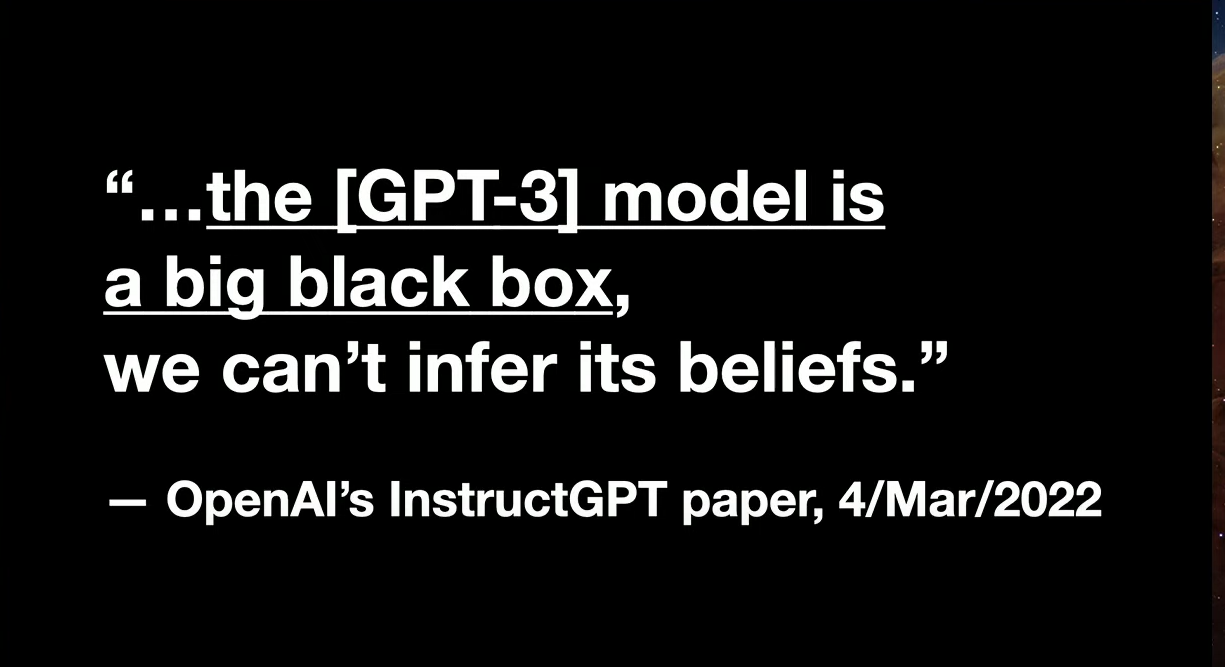 “…the [GPT-3] model is
a big black box,
we can’t infer its beliefs.”
— OpenAI’s InstructGPT paper, 4/Mar/2022